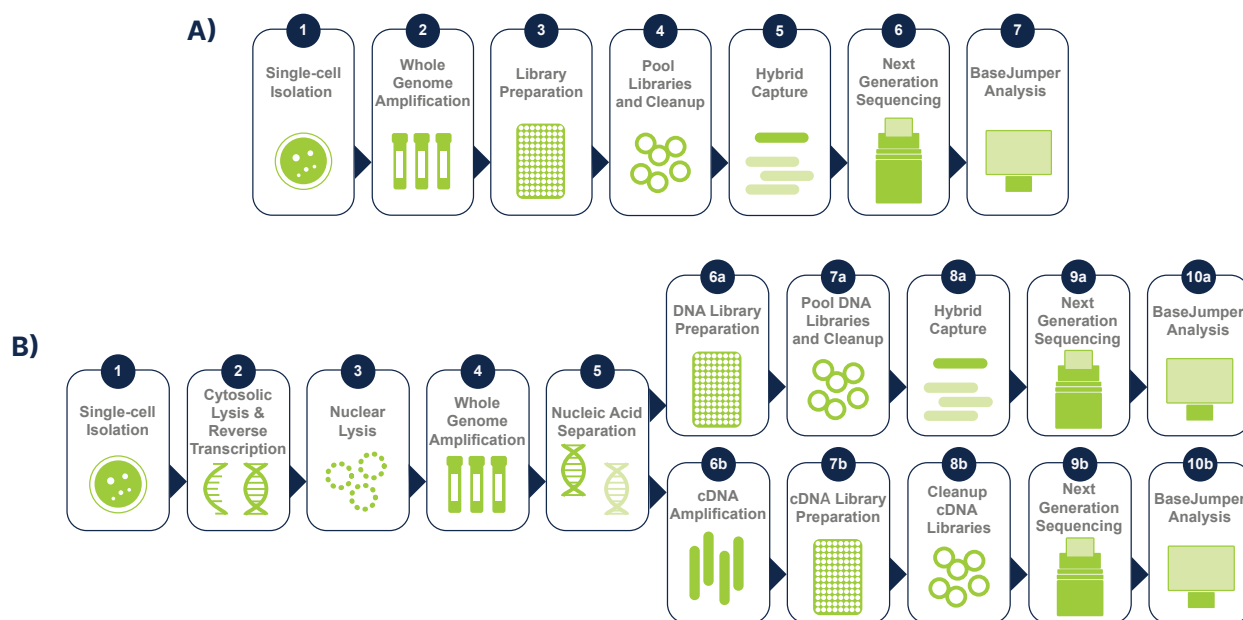 A)
1
Single-cell
Isolation
2
Whole
Genome
Amplification
3
Library
Preparation
4
Pool
Libraries
and Cleanup
5
Hybrid
Capture
6
Next
Generation
Sequencing
7
BaseJumper
Analysis
B)
1
Single-cell
Isolation
2
Cytosolic
Lysis &
Reverse
Transcription
3
Nuclear
Lysis
4
Whole
Genome
Amplification
5
Nucleic Acid
Separation
6a
DNA Library
Preparation
7a
Pool DNA
Libraries
and Cleanup
8a
Hybrid
Capture
9a
Next
Generation
Sequencing
10a
BaseJumper
Analysis
6b
cDNA
Amplification
7b
cDNA Library
Preparation
8b
Cleanup
cDNA
Libraries
9b
Next
Generation
Sequencing
10b
BaseJumper
Analysis